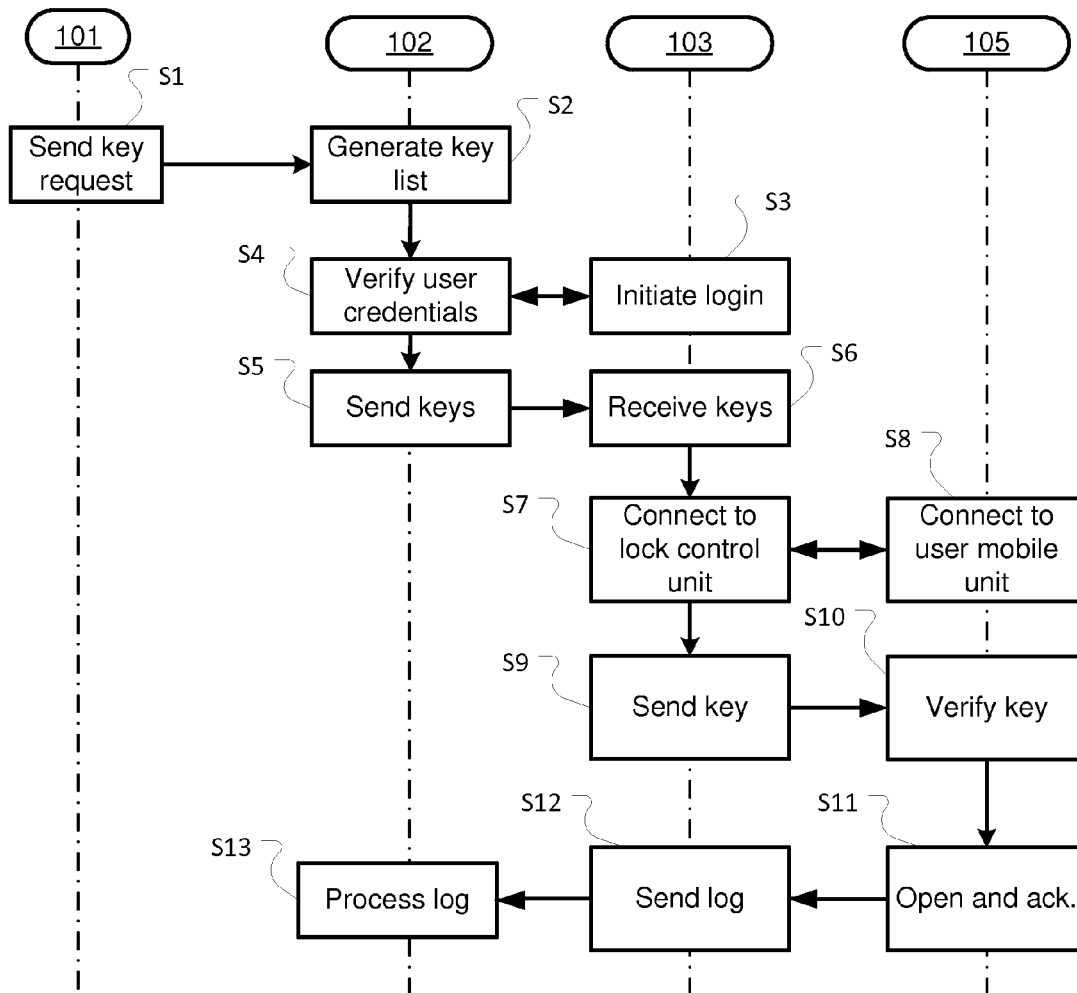 101
102
103
105
S1
S2
Send key
request
Generate key
list
S3
S4
Verify user
credentials
Initiate login
S5
S6
Send keys
Receive keys
S8
S7
Connect to
lock control
unit
Connect to
user mobile
unit
S10
S9
Send key
Verify key
S12
S11
S13
Process log
Send log
Open and ack.